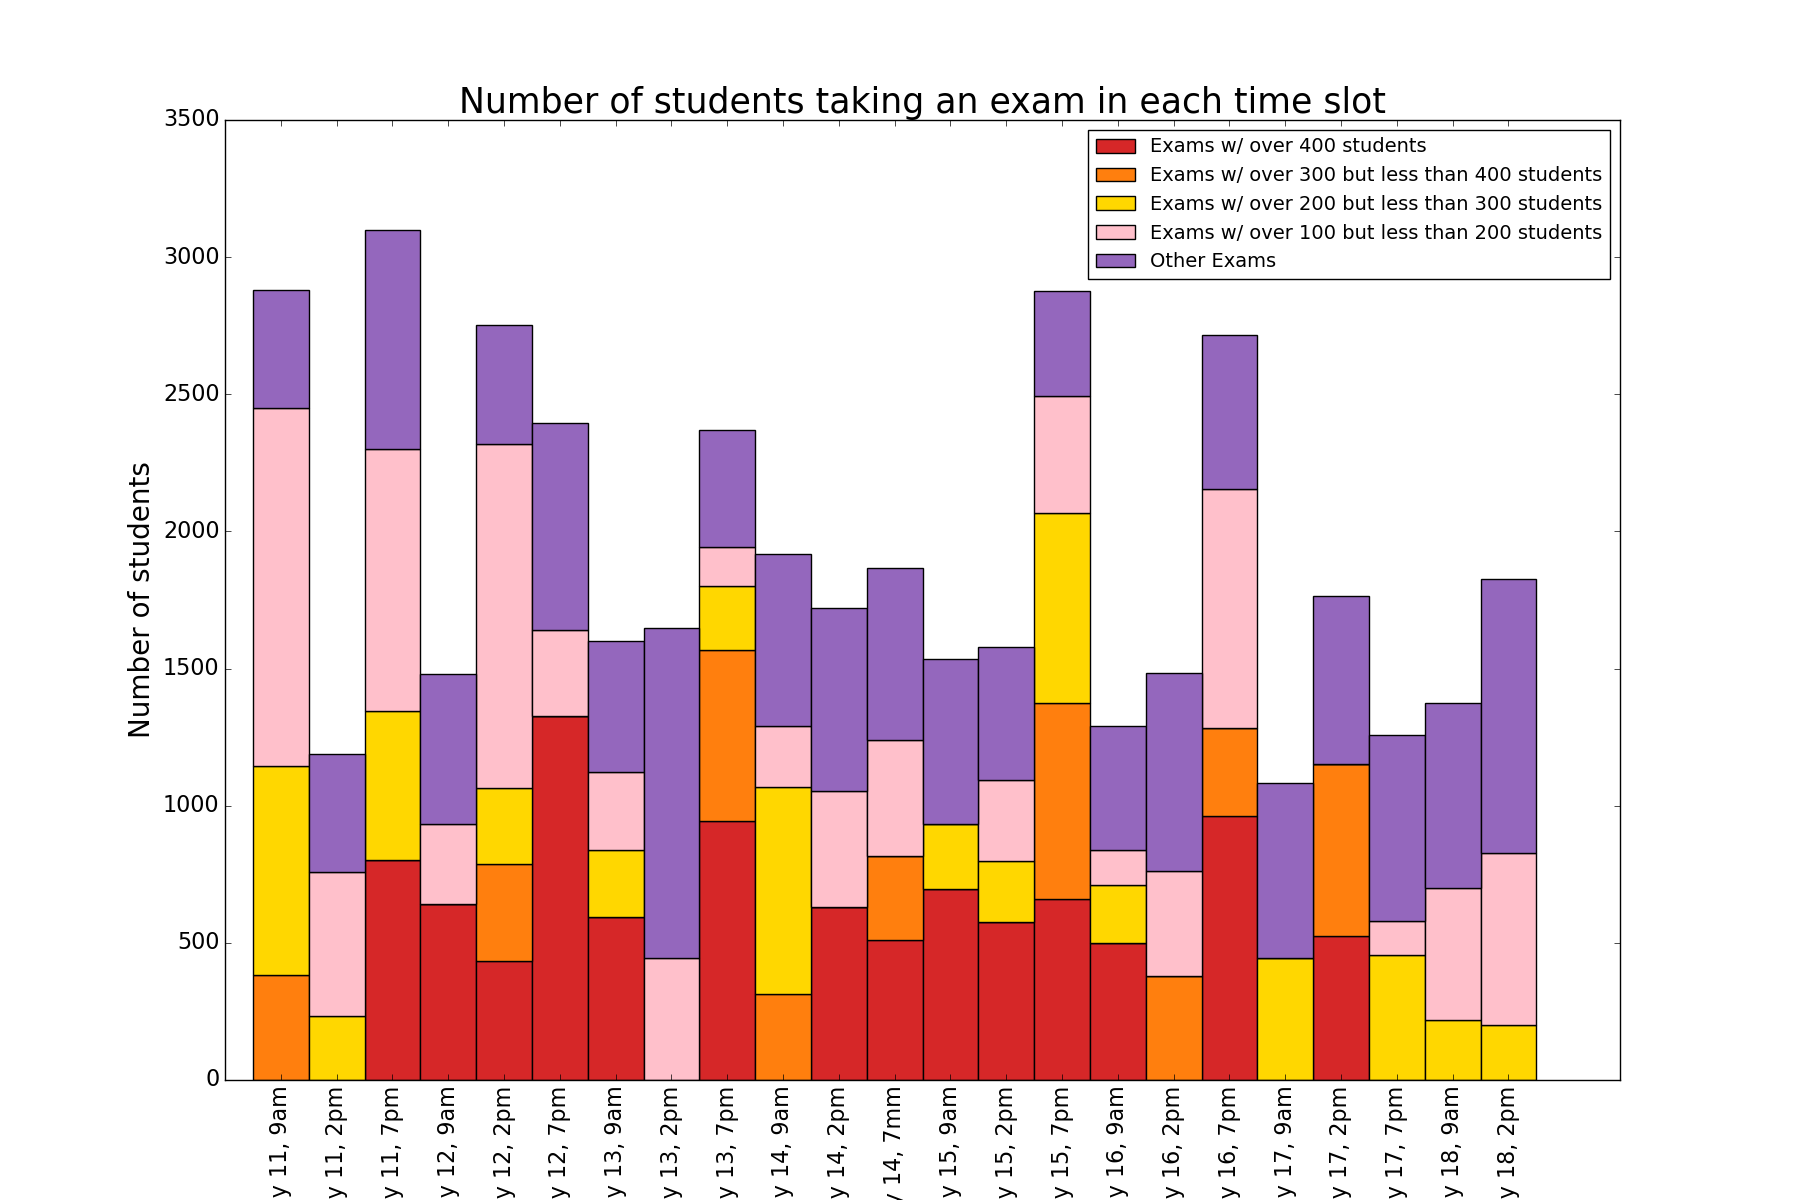 Number of students taking an exam in each time slot
Exams w/ over 400 students
Exams w/ over 300 but less than 400 students
Exams w/ over 200 but less than 300 students
Exams w/ over 100 but less than 200 students
Other Exams
Number of students
3500
3000
2500
2000
1500
1000
500
0
y 11, 9am
y 11, 2pm
y 11, 7pm
y 12, 9am
y 12, 2pm
y 12, 7pm
y 13, 9am
y 13, 2pm
y 13, 7pm
y 14, 9am
y 14, 2pm
y 14, 7mm
y 15, 9am
y 15, 2pm
y 15, 7pm
y 16, 9am
y 16, 2pm
y 16, 7pm
y 17, 9am
y 17, 2pm
y 17, 7pm
y 18, 9am
y 18, 2pm